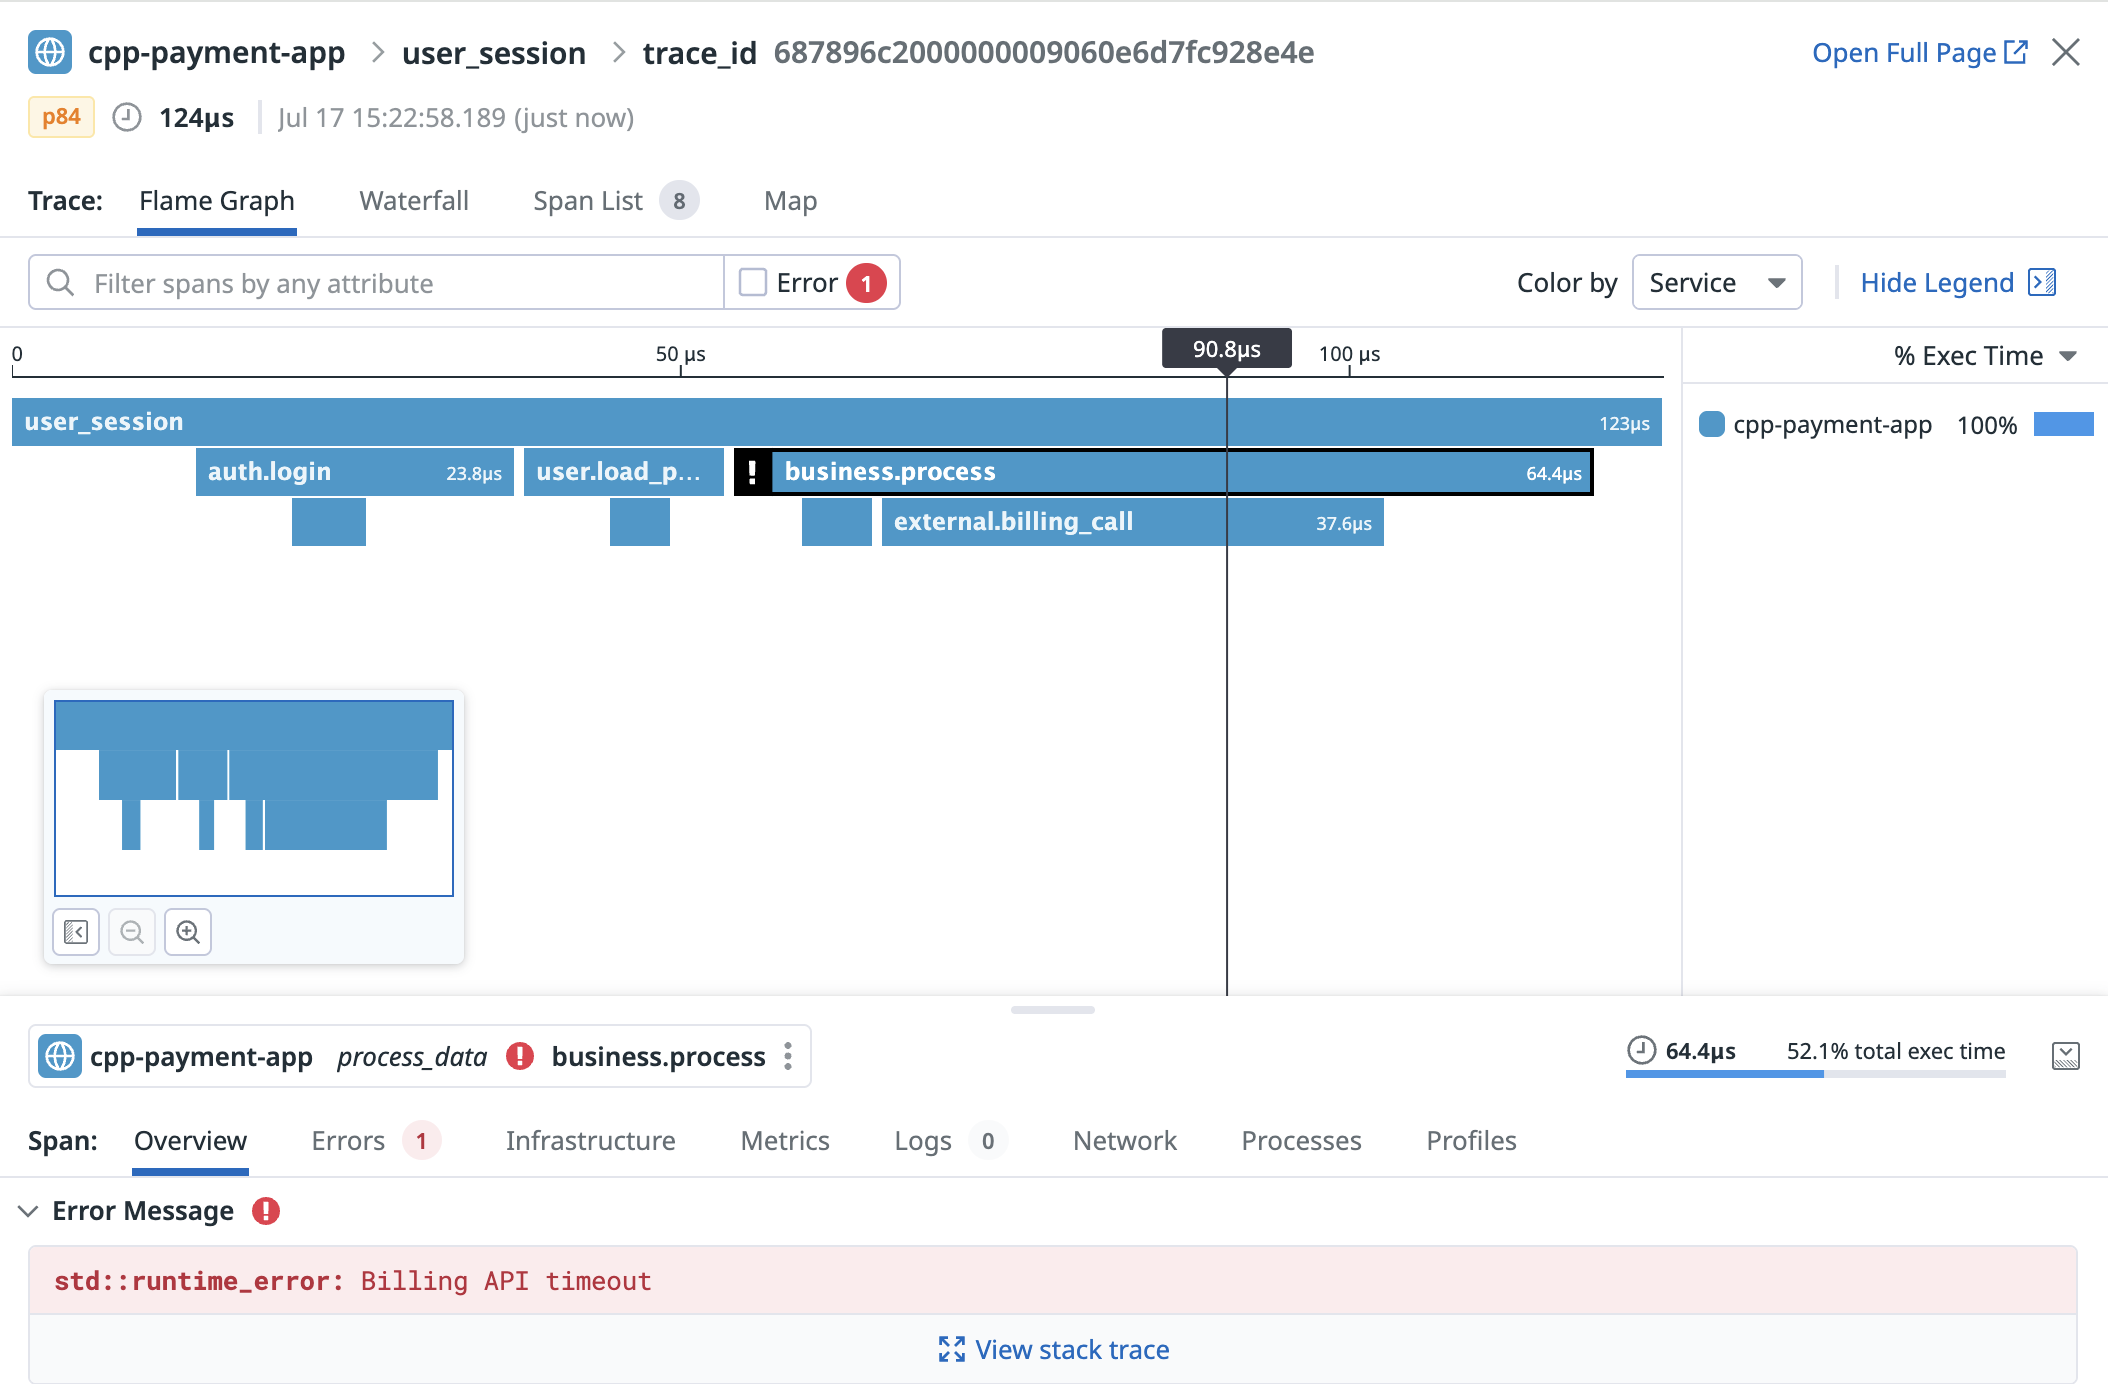 cpp-payment-app > user_session > trace_id 687896c2000000009060e6d7fc928e4e Open Full Page
p84 124µs Jul 17 15:22:58.189 (just now)
Trace: Flame Graph Waterfall Span List 8 Map
Filter spans by any attribute Error 1 Color by Service Hide Legend
0 50 µs 90.8µs 100 µs % Exec Time
user_session 123µs cpp-payment-app 100%
auth.login 23.8µs user.load_p... ! business.process 64.4µs
external.billing_call 37.6µs
cpp-payment-app process_data ! business.process 64.4µs 52.1% total exec time
Span: Overview Errors 1 Infrastructure Metrics Logs 0 Network Processes Profiles
Error Message !
std::runtime_error: Billing API timeout
View stack trace